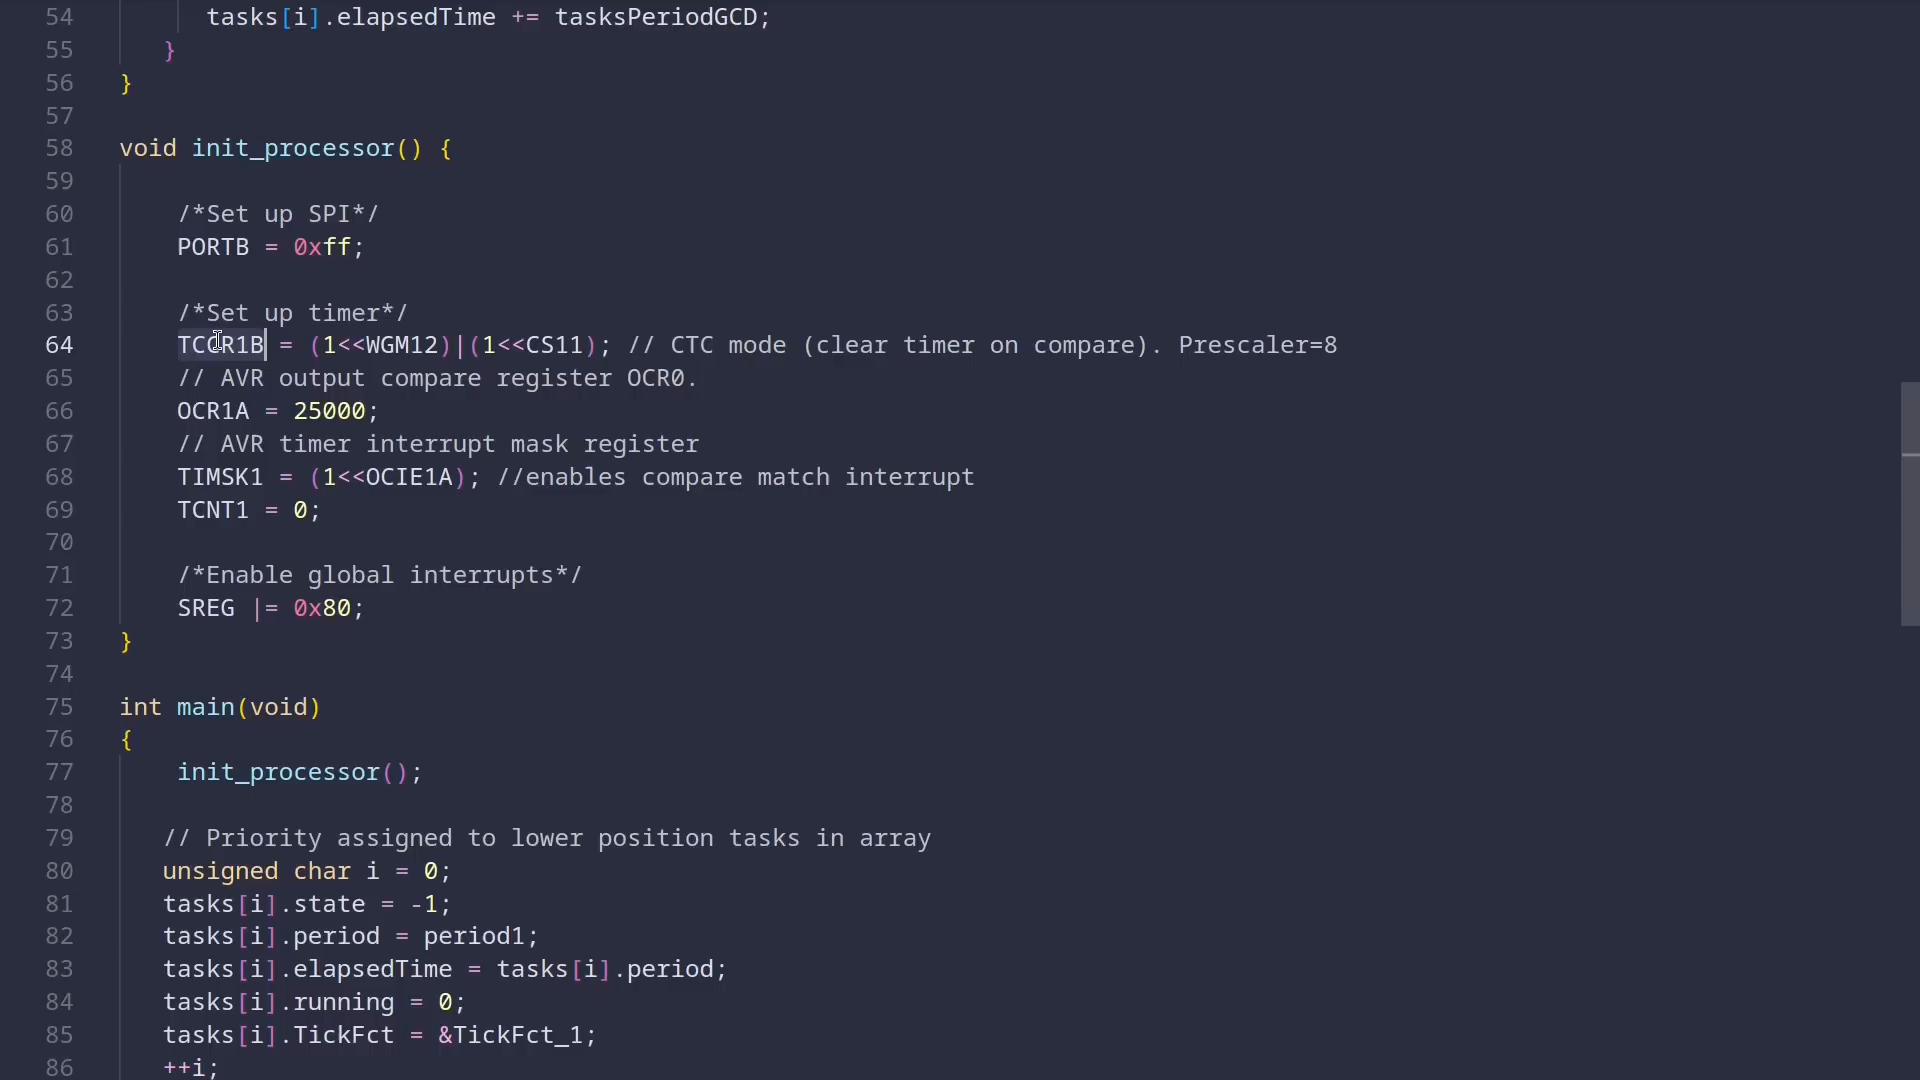 54 tasks[i].elapsedTime += tasksPeriodGCD;
55 }
56 }
57
58 void init_processor() {
59
60 /*Set up SPI*/
61 PORTB = 0xff;
62
63 /*Set up timer*/
64 TCCR1B = (1<<WGM12)|(1<<CS11); // CTC mode (clear timer on compare). Prescaler=8
65 // AVR output compare register OCR0.
66 OCR1A = 25000;
67 // AVR timer interrupt mask register
68 TIMSK1 = (1<<OCIE1A); //enables compare match interrupt
69 TCNT1 = 0;
70
71 /*Enable global interrupts*/
72 SREG |= 0x80;
73 }
74
75 int main(void)
76 {
77 init_processor();
78
79 // Priority assigned to lower position tasks in array
80 unsigned char i = 0;
81 tasks[i].state = -1;
82 tasks[i].period = period1;
83 tasks[i].elapsedTime = tasks[i].period;
84 tasks[i].running = 0;
85 tasks[i].TickFct = &TickFct_1;
86 ++i;